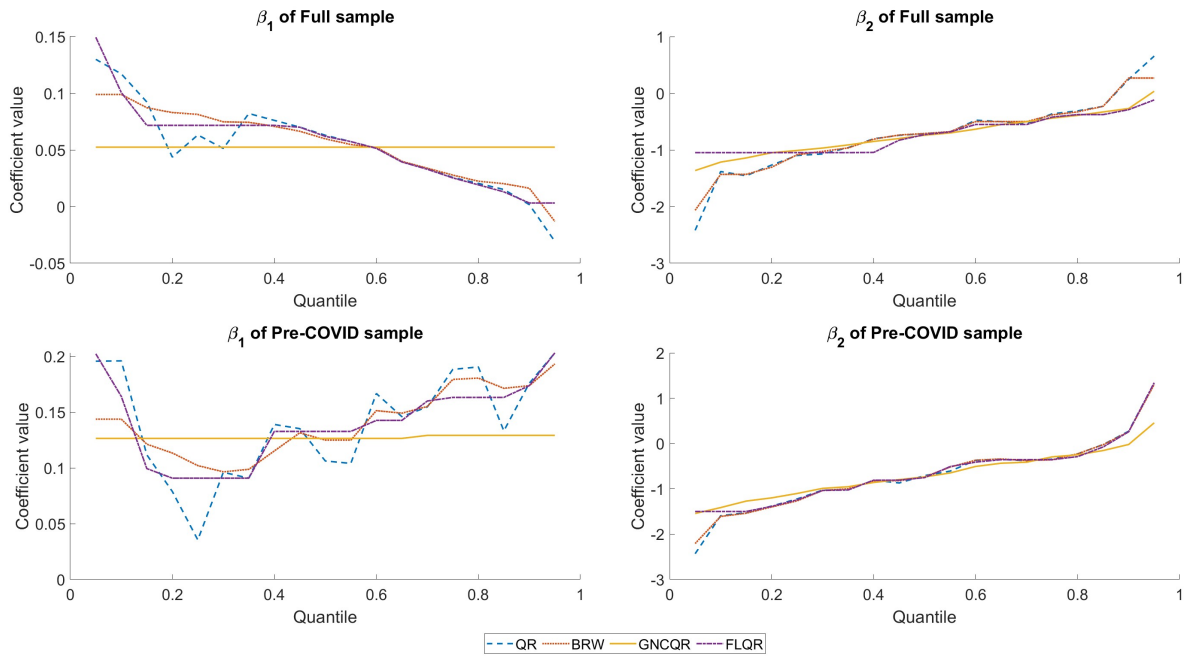 β1 of Full sample
0.15
0.1
0.05
0
-0.05
Coefficient value
0 0.2 0.4 0.6 0.8 1
Quantile
β2 of Full sample
1
0
-1
-2
-3
Coefficient value
0 0.2 0.4 0.6 0.8 1
Quantile
β1 of Pre-COVID sample
0.2
0.15
0.1
0.05
0
Coefficient value
0 0.2 0.4 0.6 0.8 1
Quantile
β2 of Pre-COVID sample
2
1
0
-1
-2
-3
Coefficient value
0 0.2 0.4 0.6 0.8 1
Quantile
QR BRW GNCQR FLQR